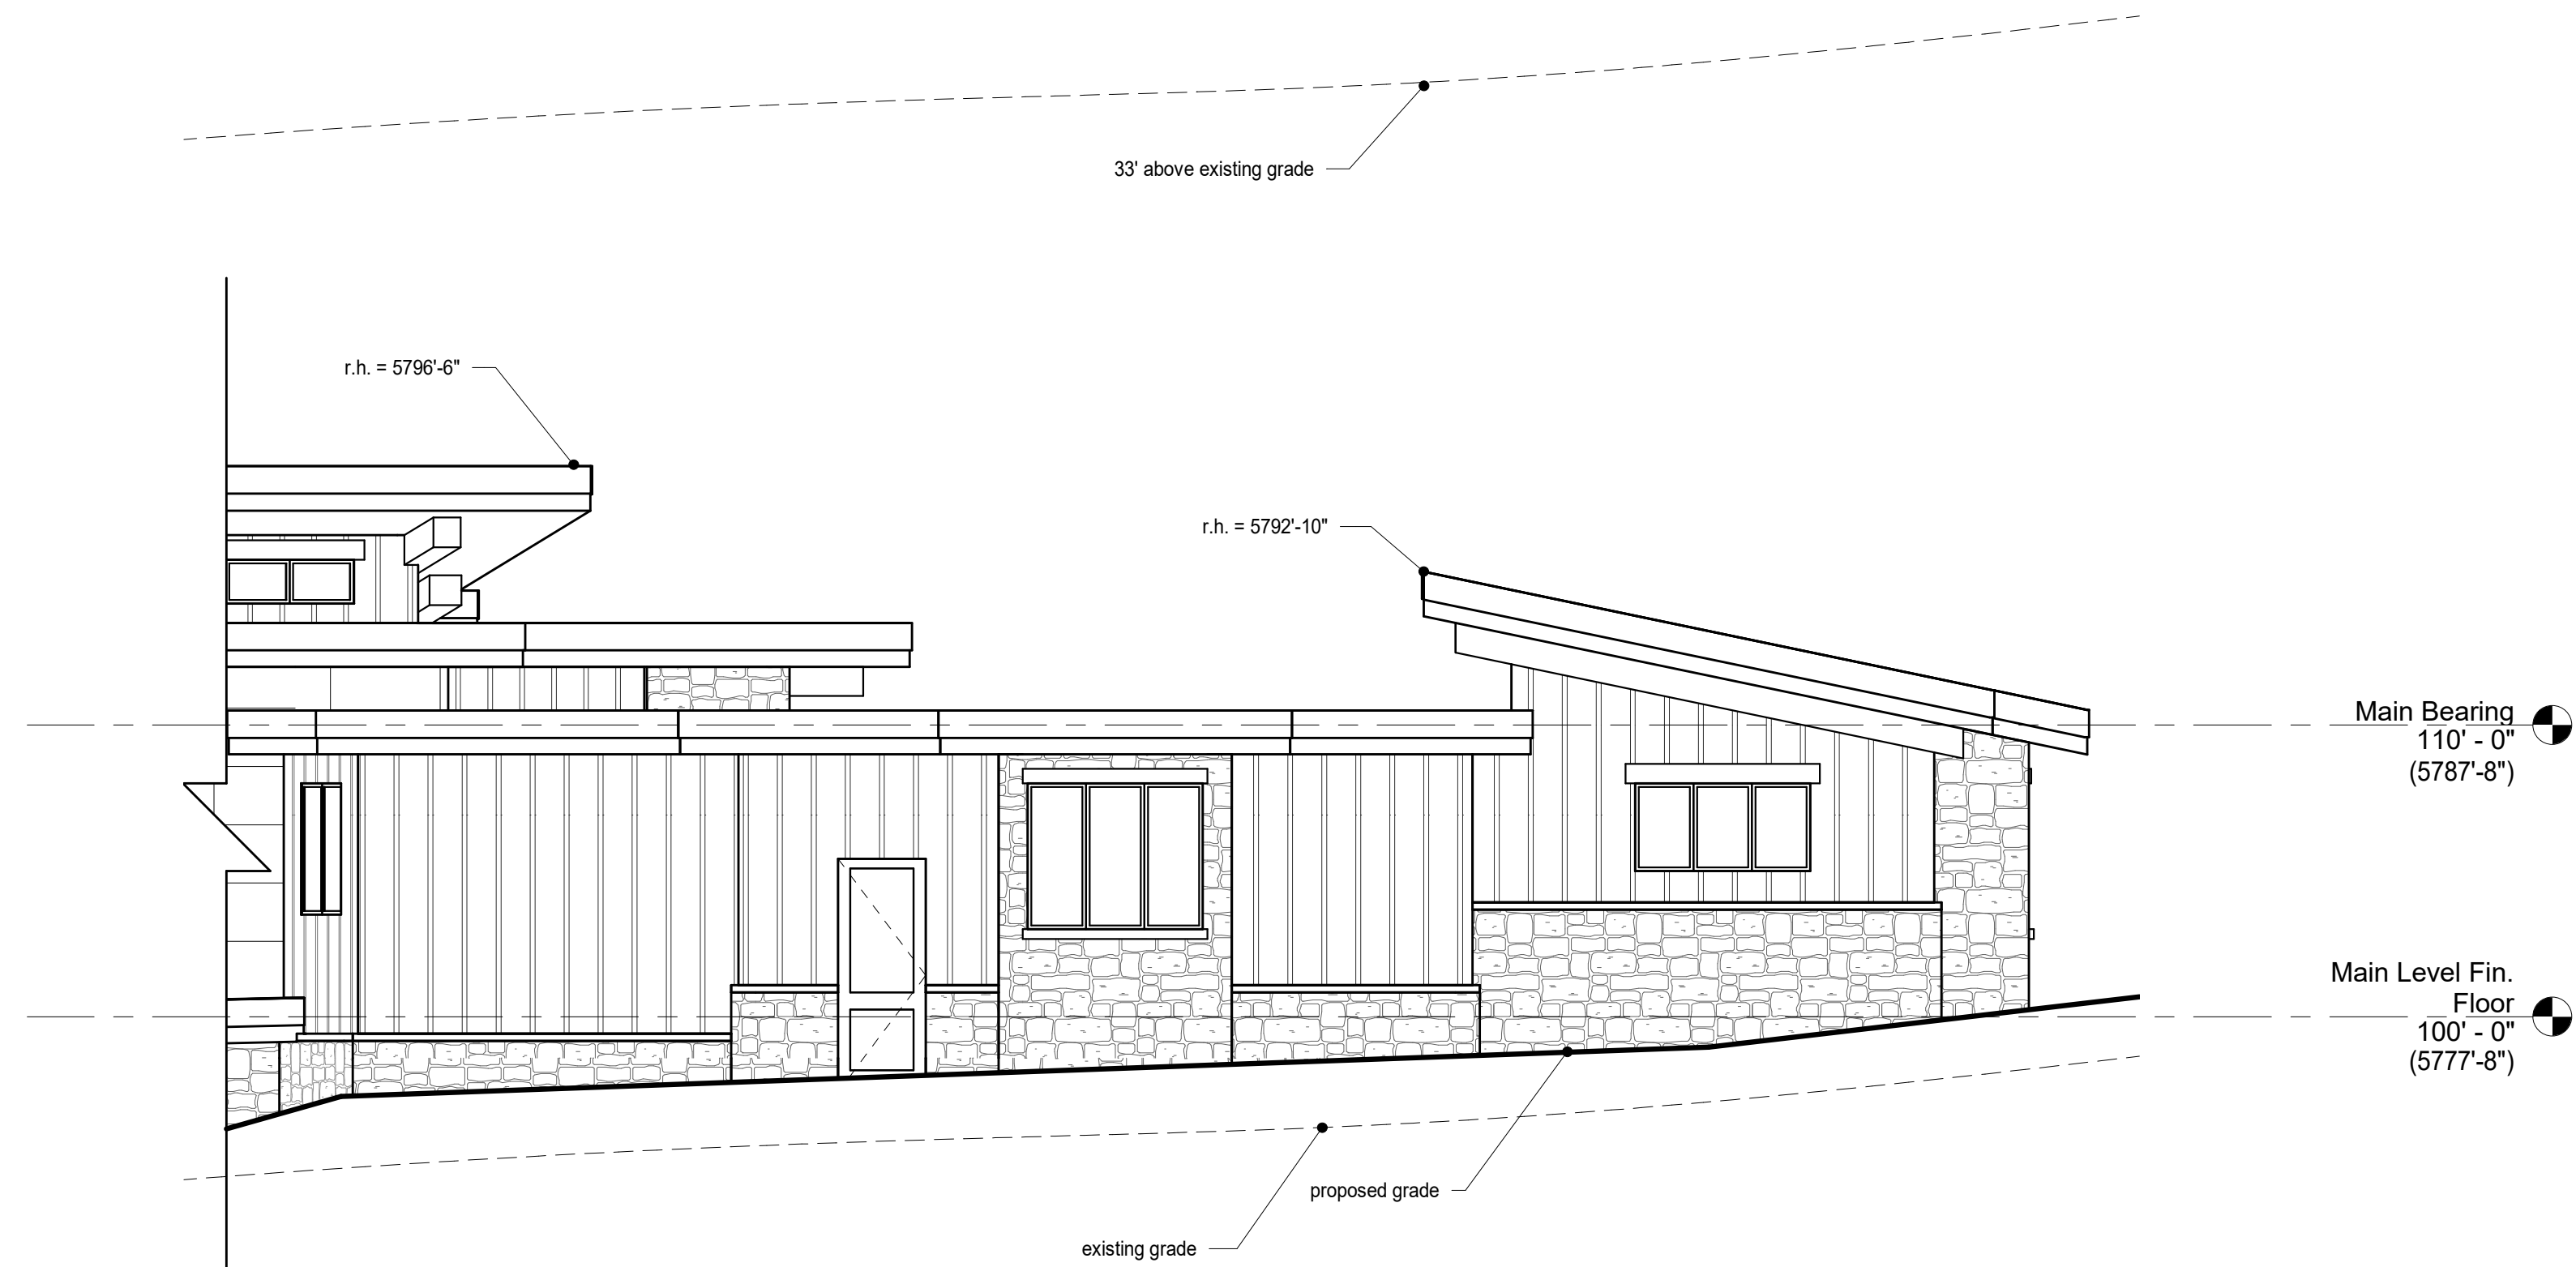 33' above existing grade
r.h. = 5796'-6"
r.h. = 5792'-10"
Main Bearing
110' - 0"
(5787'-8")
Main Level Fin.
Floor
100' - 0"
(5777'-8")
proposed grade
existing grade